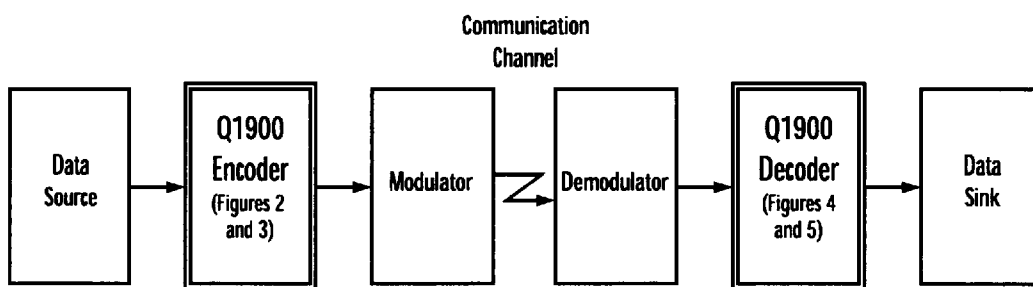 Communication
Channel
Data
Source
Q1900
Encoder
(Figures 2
and 3)
Modulator
Demodulator
Q1900
Decoder
(Figures 4
and 5)
Data
Sink